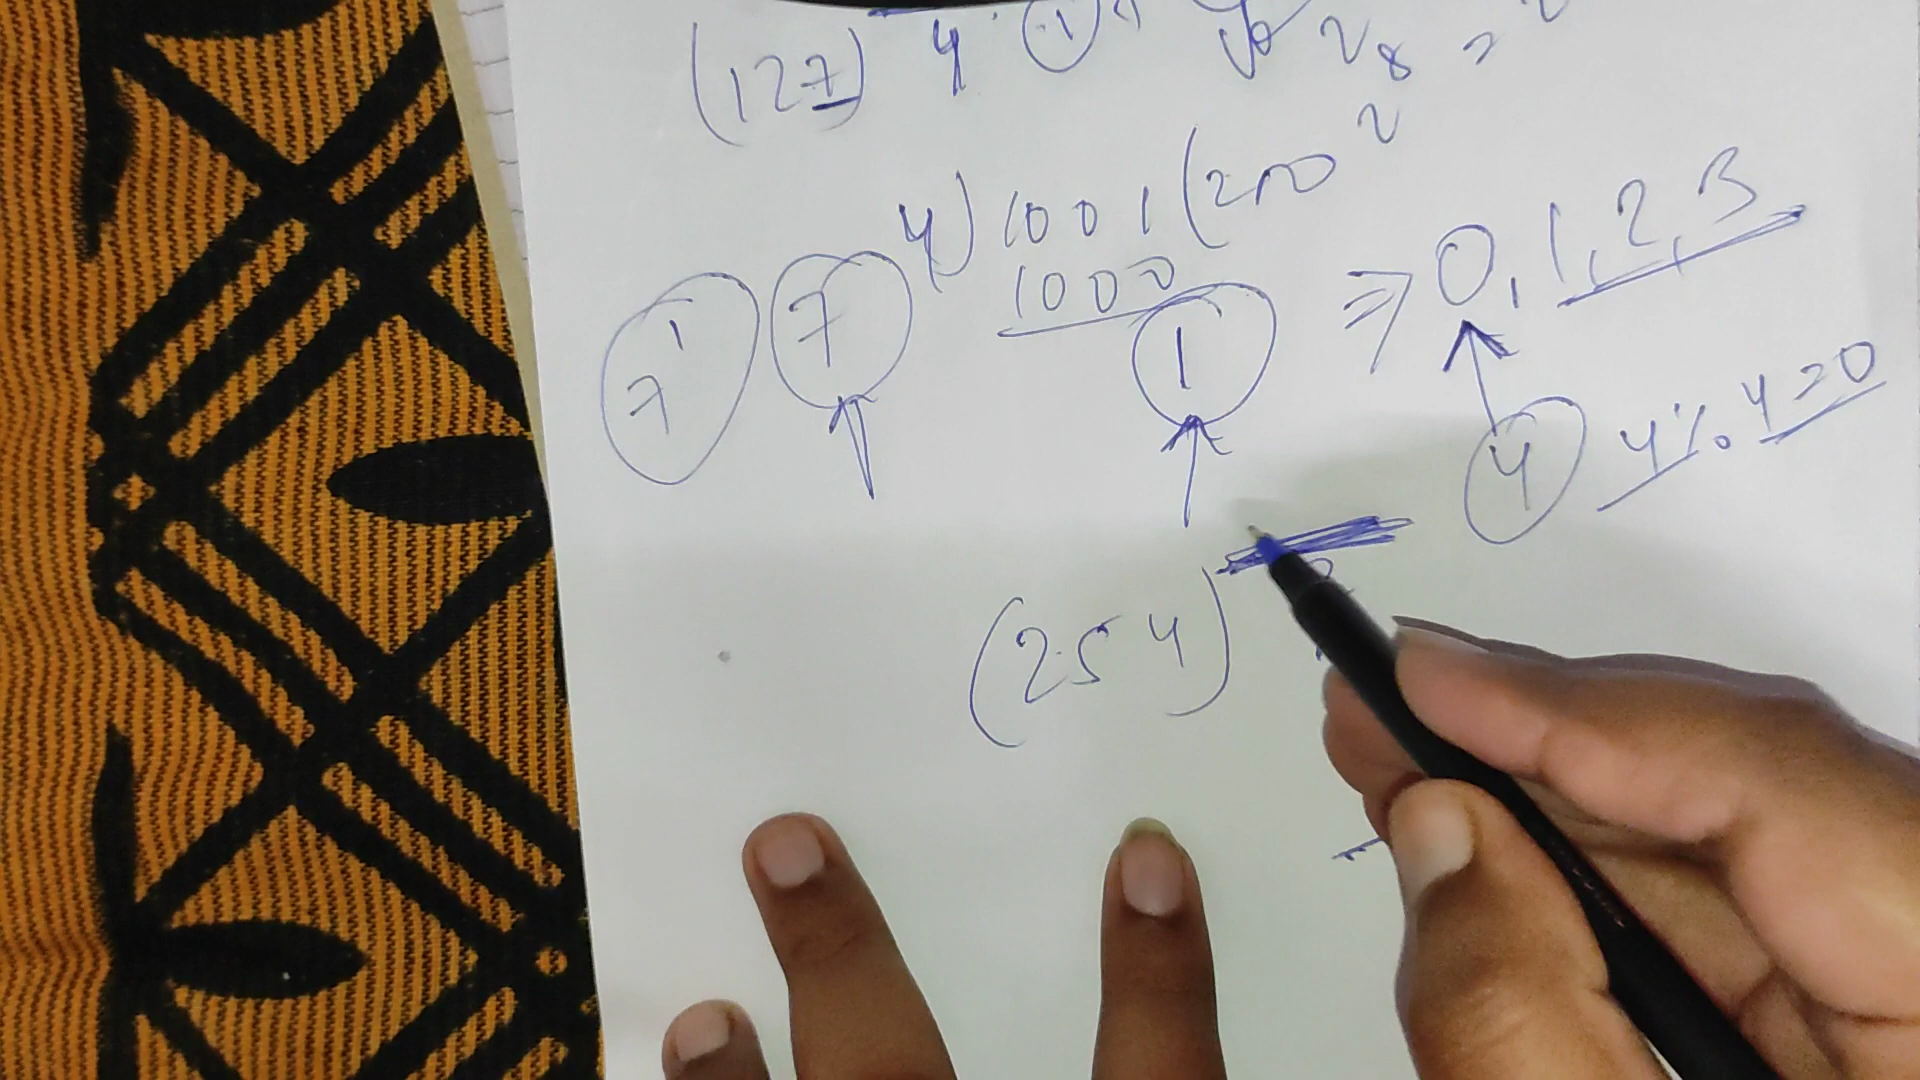 (127) 4
4) 1001 (250
1000
7 1
7
1
⇒ 0, 1, 2, 3
4 4 % 4 = 0
(254)